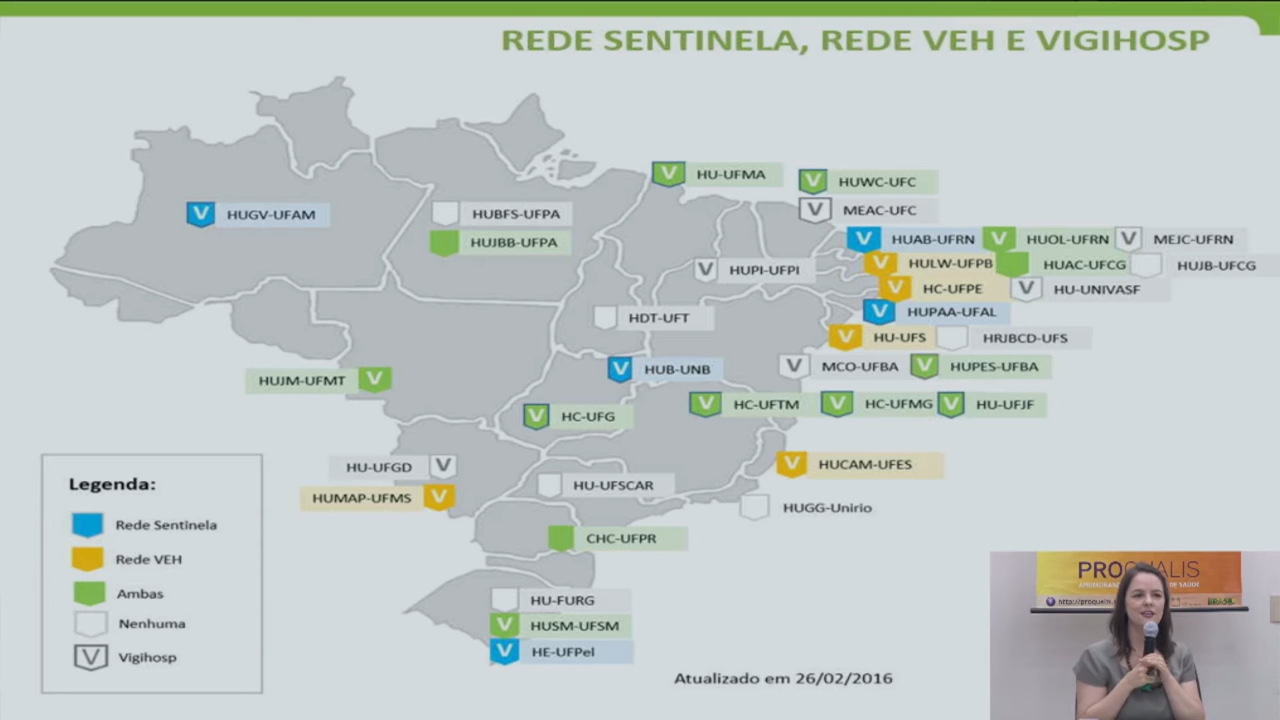 REDE SENTINELA, REDE VEH E VIGIHOSP
V HU-UFMA
V HUWC-UFC
V HUGV-UFAM
HUBFS-UFPA
V MEAC-UFC
HUJBB-UFPA
V HUAB-UFRN V HUOL-UFRN V MEJC-UFRN
V HUPI-UFPI
V HULW-UFPB HUAC-UFCG HUJB-UFCG
V HC-UFPE V HU-UNIVASF
HDT-UFT
V HUPAA-UFAL
V HU-UFS HRJBCD-UFS
HUJM-UFMT V
V HUB-UNB
V MCO-UFBA V HUPES-UFBA
V HC-UFG
V HC-UFTM V HC-UFMG V HU-UFJF
HU-UFGD V
V HUCAM-UFES
HUMAP-UFMS V
HU-UFSCAR
HUGG-Unirio
CHC-UFPR
HU-FURG
V HUSM-UFSM
V HE-UFPel
Legenda:
Rede Sentinela
Rede VEH
Ambas
Nenhuma
V Vigihosp
Atualizado em 26/02/2016